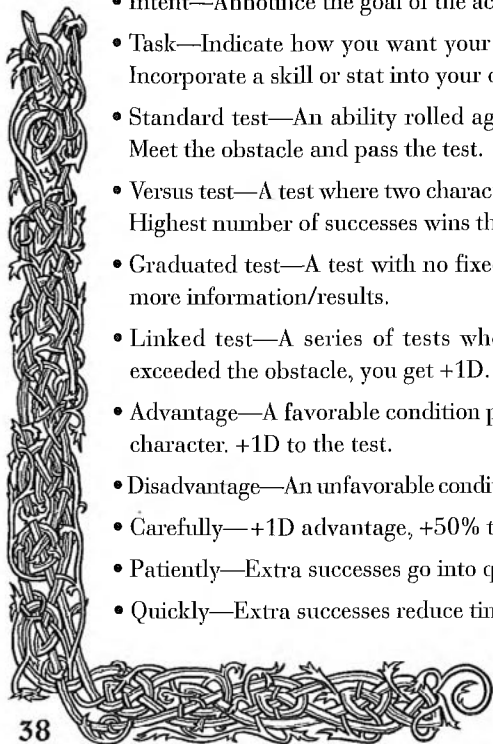 • Intent—Announce the goal of the ac
• Task—Indicate how you want your
Incorporate a skill or stat into your
• Standard test—An ability rolled ag
Meet the obstacle and pass the test.
• Versus test—A test where two charac
Highest number of successes wins th
• Graduated test—A test with no fixe
more information/results.
• Linked test—A series of tests wh
exceeded the obstacle, you get +1D.
• Advantage—A favorable condition p
character. +1D to the test.
• Disadvantage—An unfavorable condi
• Carefully—+1D advantage, +50% t
• Patiently—Extra successes go into q
• Quickly—Extra successes reduce tin
38